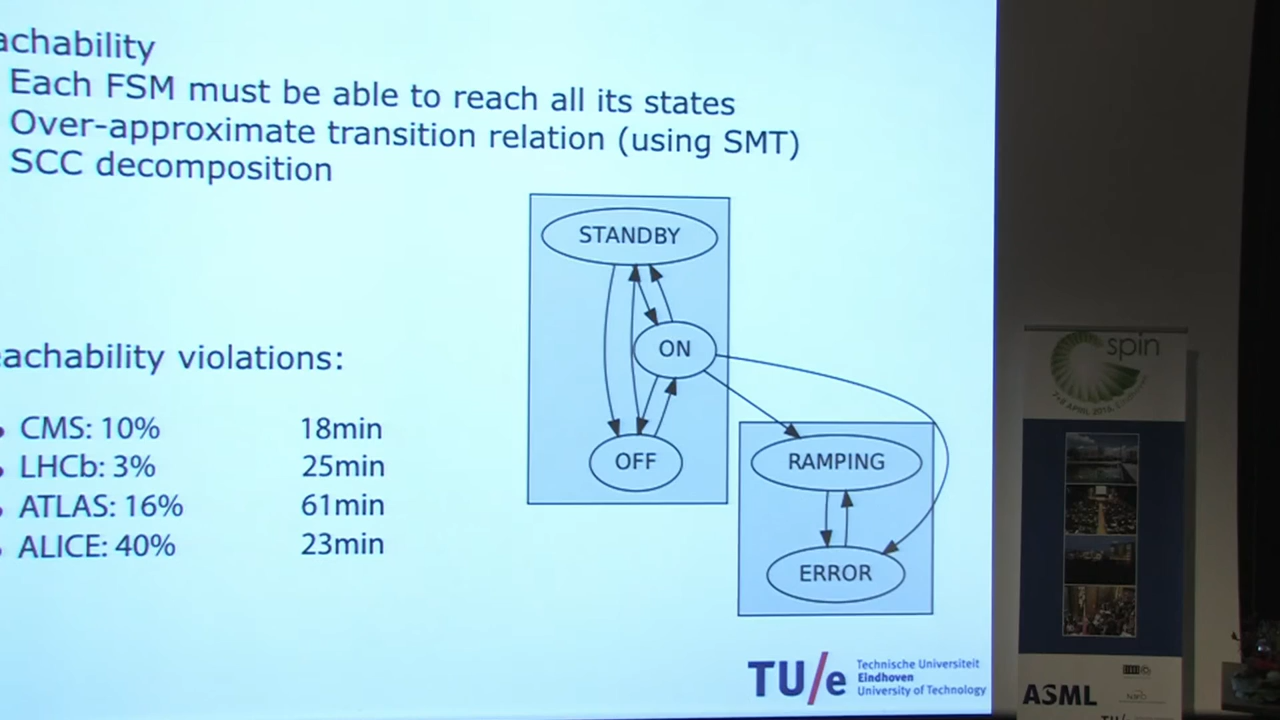 achability
Each FSM must be able to reach all its states
Over-approximate transition relation (using SMT)
SCC decomposition
STANDBY
ON
OFF
RAMPING
ERROR
eachability violations:
CMS: 10% 18min
LHCb: 3% 25min
ATLAS: 16% 61min
ALICE: 40% 23min
TU/e
Technische Universiteit
Eindhoven
University of Technology
spin
ASML